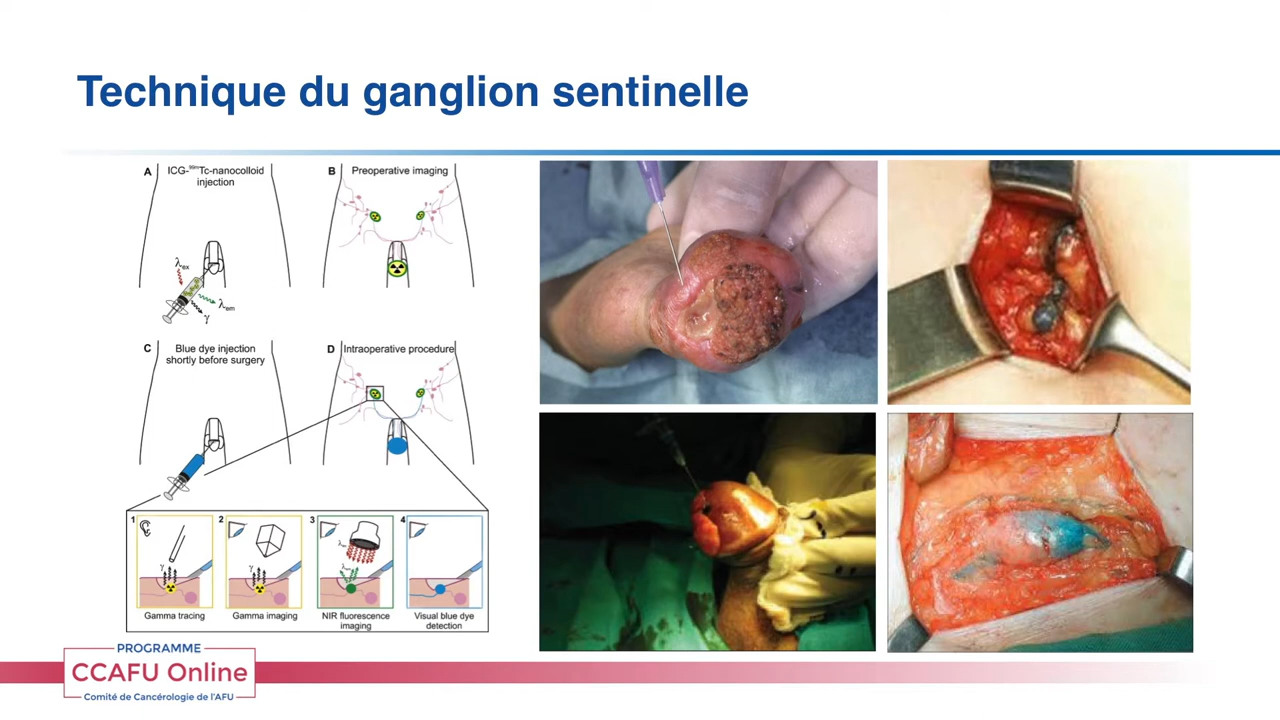 Technique du ganglion sentinelle
A
ICG-⁹⁹ᵐTc-nanocolloid
injection
λex
λem
γ
B
Preoperative imaging
C
Blue dye injection
shortly before surgery
D
Intraoperative procedure
1
γ
Gamma tracing
2
γ
Gamma imaging
3
NIR fluorescence
imaging
4
Visual blue dye
detection
PROGRAMME
CCAFU Online
Comité de Cancérologie de l'AFU